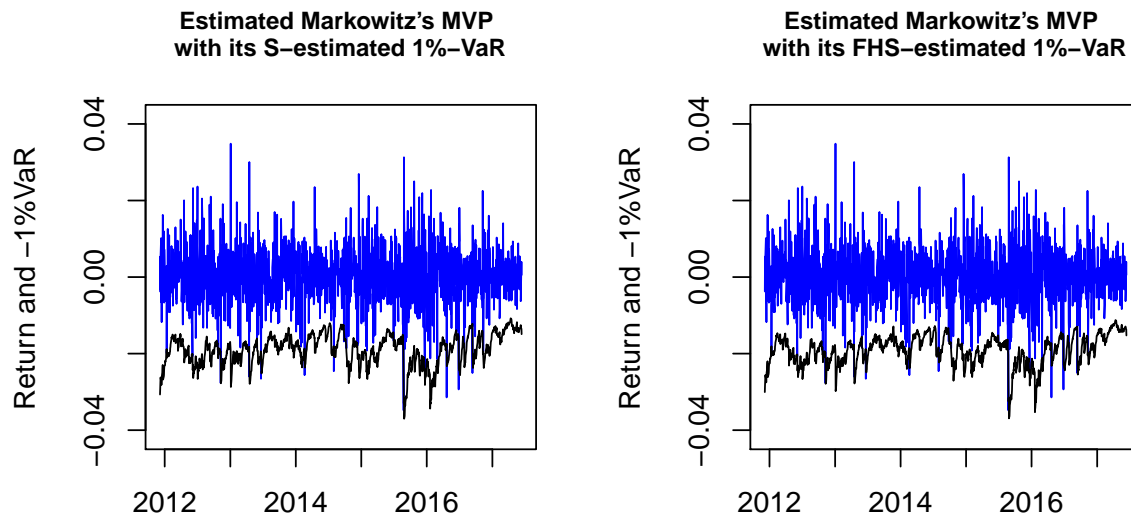 Estimated Markowitz’s MVP
with its S−estimated 1%−VaR
Return and −1%VaR
0.04
0.00
−0.04
2012
2014
2016
Estimated Markowitz’s MVP
with its FHS−estimated 1%−VaR
Return and −1%VaR
0.04
0.00
−0.04
2012
2014
2016